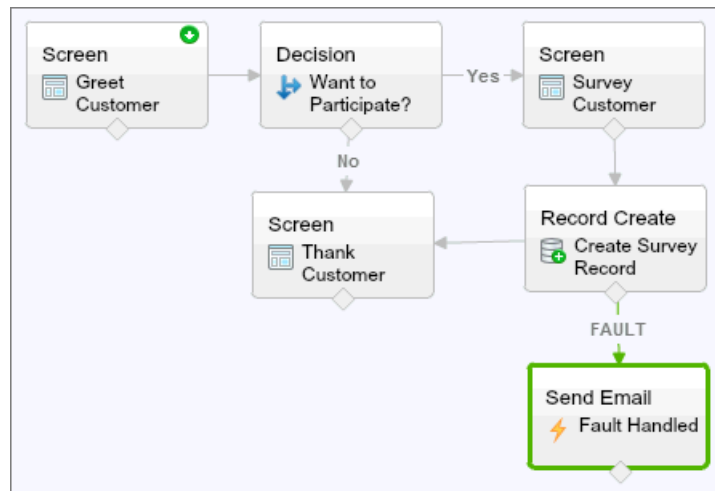 Screen
Greet
Customer
Decision
Want to
Participate?
Yes
Screen
Survey
Customer
No
Screen
Thank
Customer
Record Create
Create Survey
Record
FAULT
Send Email
Fault Handled